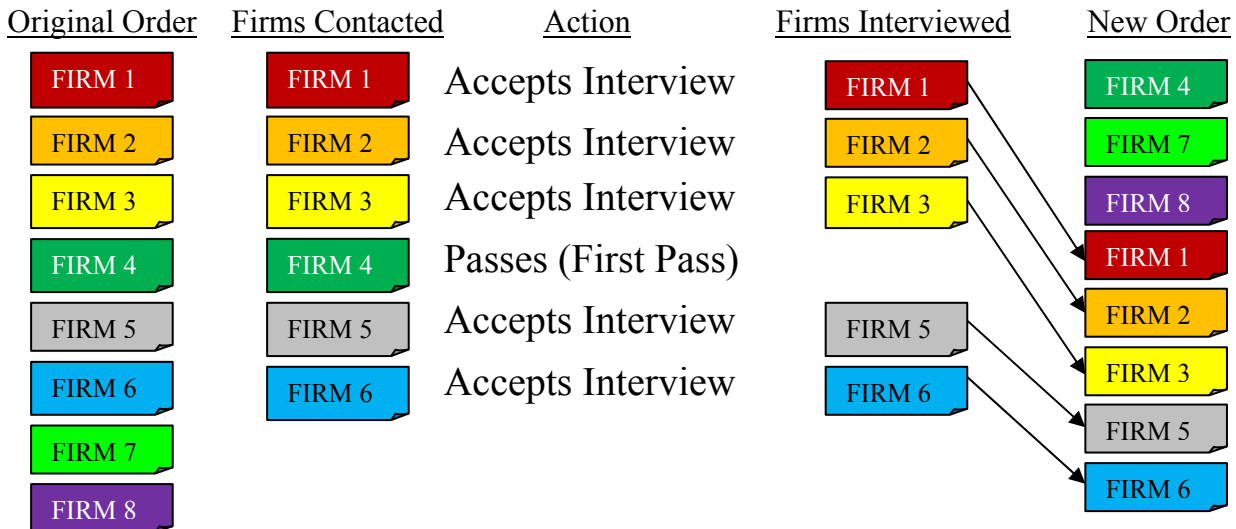 Original Order Firms Contacted Action Firms Interviewed New Order
FIRM 1 FIRM 1 Accepts Interview FIRM 1 FIRM 4
FIRM 2 FIRM 2 Accepts Interview FIRM 2 FIRM 7
FIRM 3 FIRM 3 Accepts Interview FIRM 3 FIRM 8
FIRM 4 FIRM 4 Passes (First Pass) FIRM 1
FIRM 5 FIRM 5 Accepts Interview FIRM 5 FIRM 2
FIRM 6 FIRM 6 Accepts Interview FIRM 6 FIRM 3
FIRM 7 FIRM 5
FIRM 8 FIRM 6